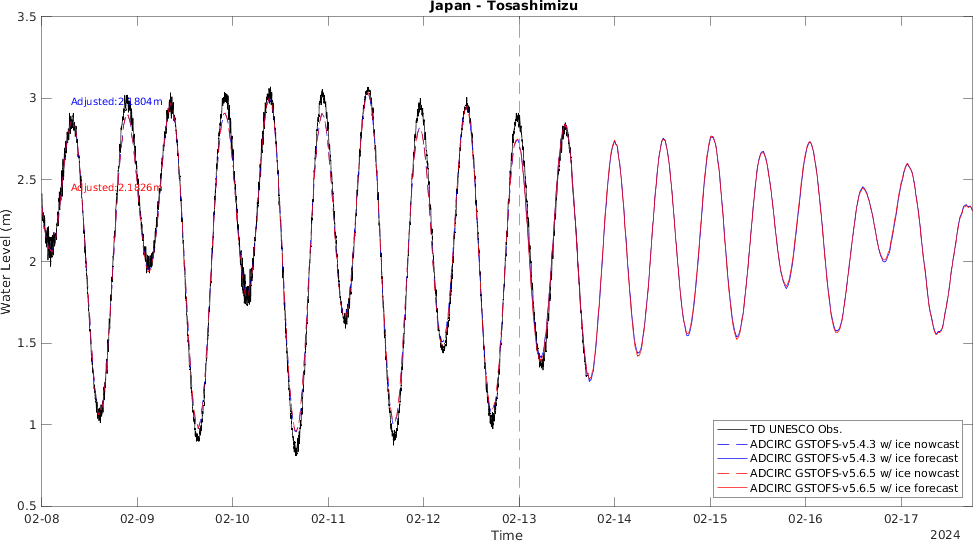 Japan - Tosashimizu
3.5
3
2.5
2
1.5
1
0.5
Water Level (m)
Adjusted:2.1804m
Adjusted:2.1826m
TD UNESCO Obs.
ADCIRC GSTOFS-v5.4.3 w/ ice nowcast
ADCIRC GSTOFS-v5.4.3 w/ ice forecast
ADCIRC GSTOFS-v5.6.5 w/ ice nowcast
ADCIRC GSTOFS-v5.6.5 w/ ice forecast
02-08 02-09 02-10 02-11 02-12 02-13 02-14 02-15 02-16 02-17
Time
2024